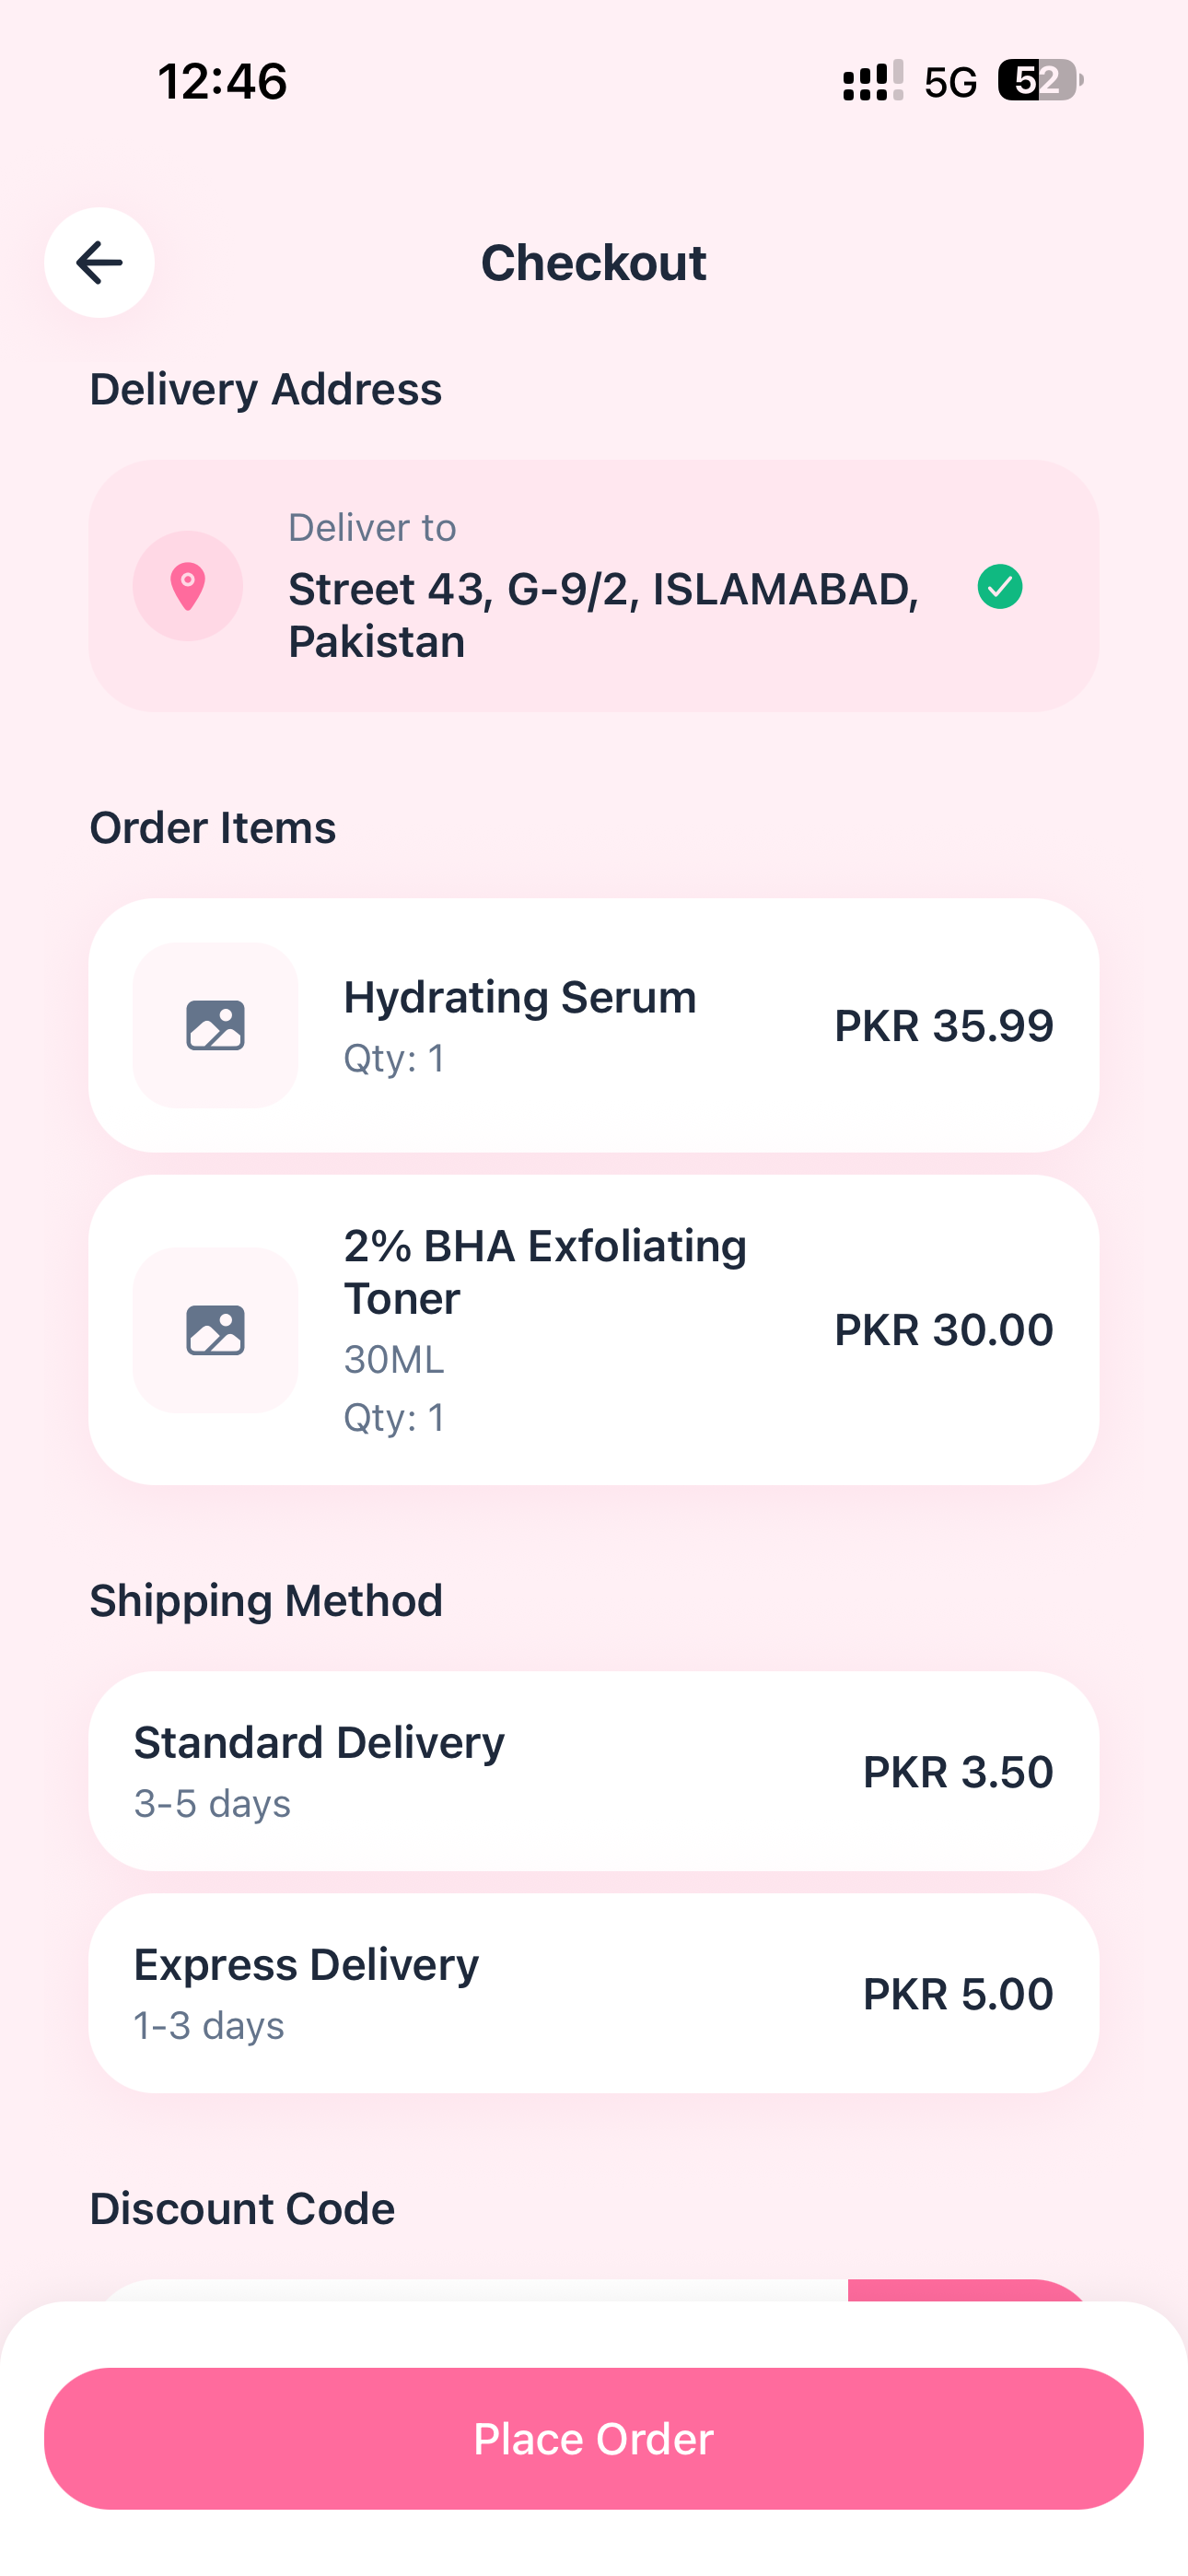 12:46
5G 52
Checkout
Delivery Address
Deliver to
Street 43, G-9/2, ISLAMABAD,
Pakistan
Order Items
Hydrating Serum
Qty: 1
PKR 35.99
2% BHA Exfoliating
Toner
30ML
Qty: 1
PKR 30.00
Shipping Method
Standard Delivery
3-5 days
PKR 3.50
Express Delivery
1-3 days
PKR 5.00
Discount Code
Place Order